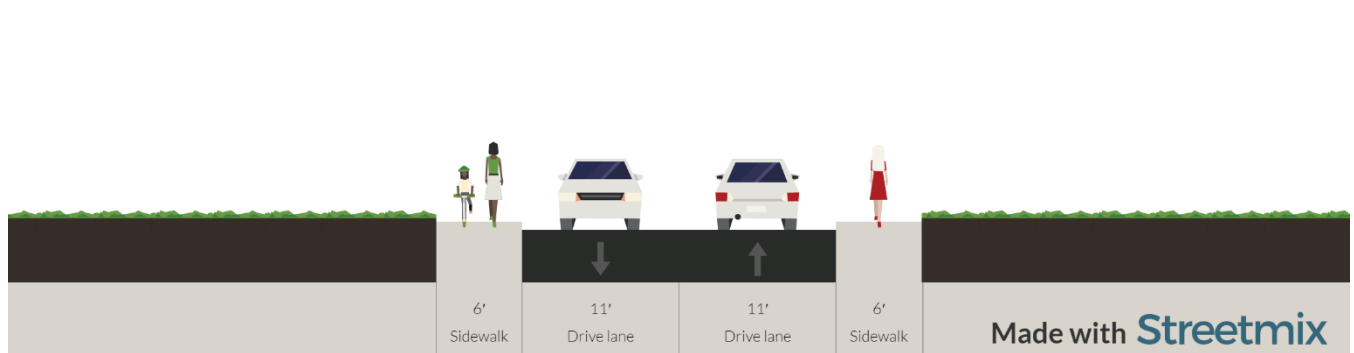 6′ 11′ 11′ 6′
Sidewalk Drive lane Drive lane Sidewalk
Made with Streetmix